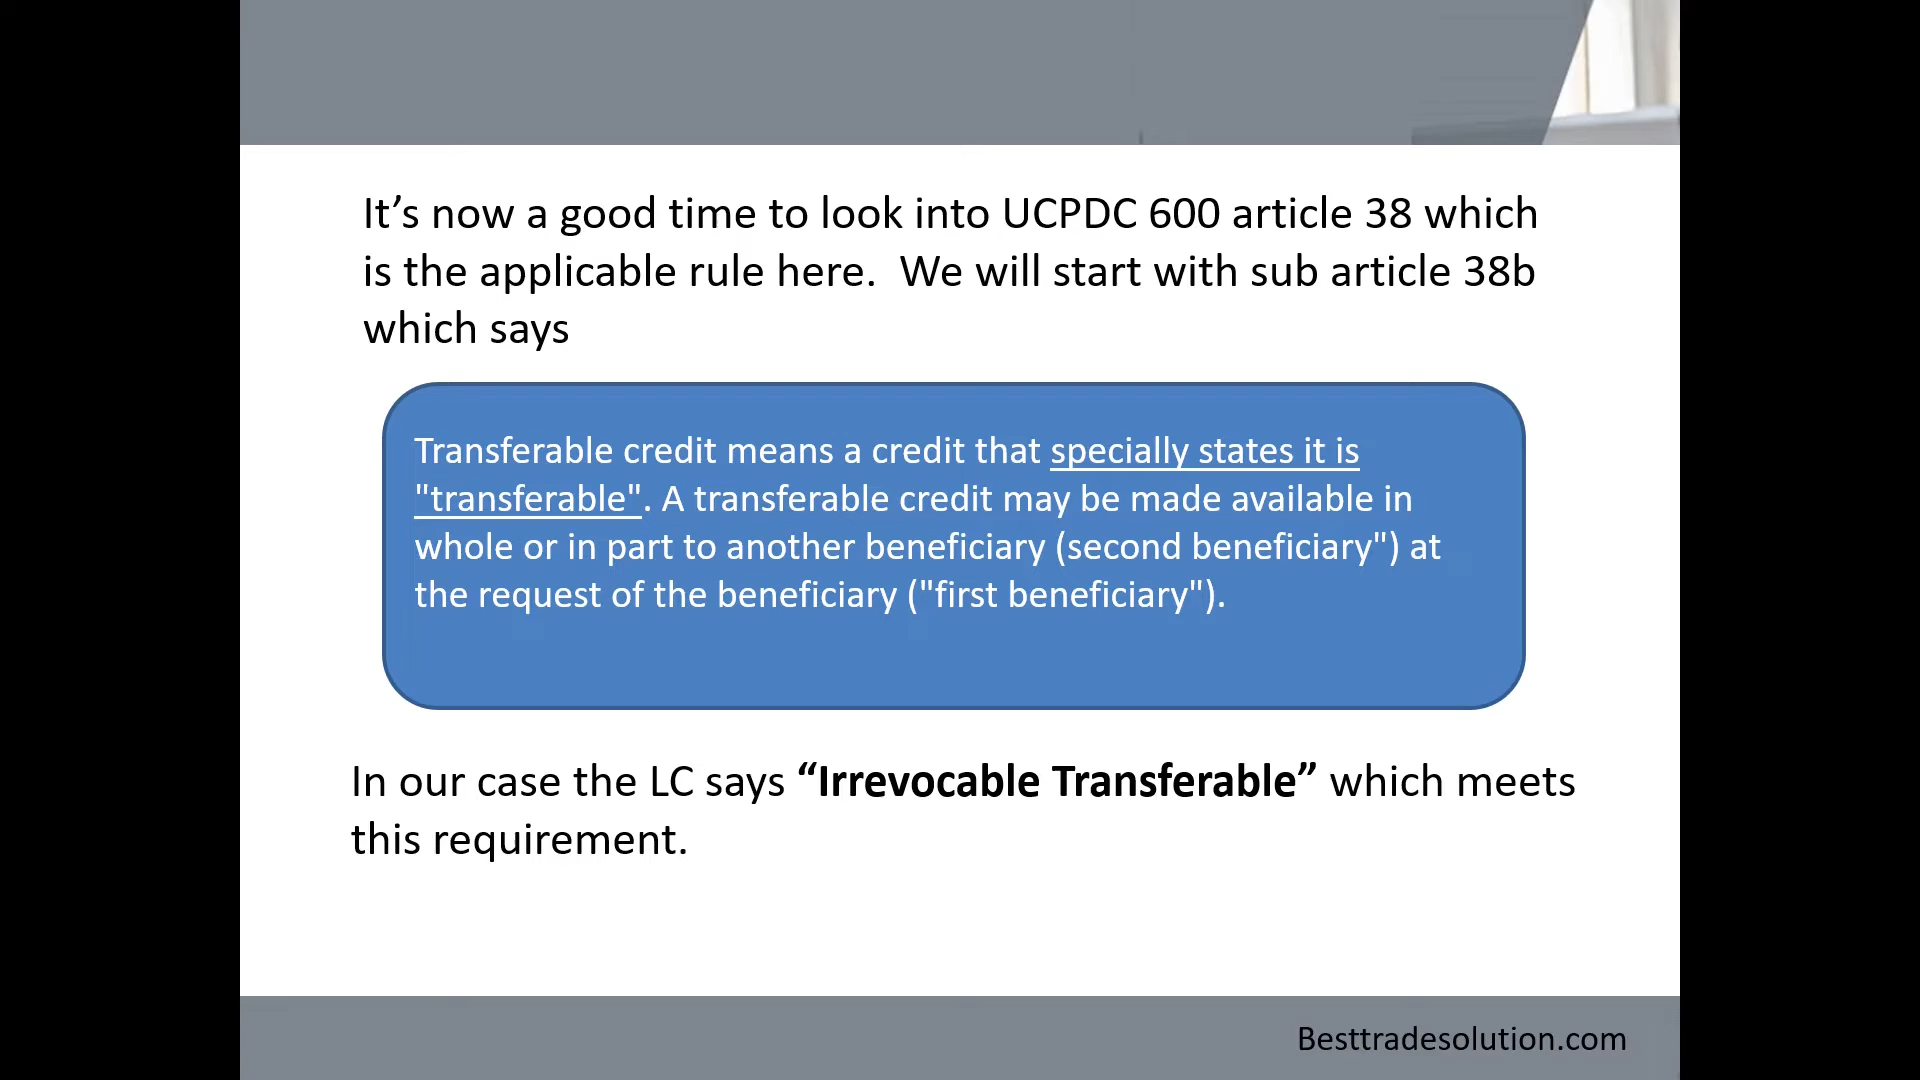 It’s now a good time to look into UCPDC 600 article 38 which
is the applicable rule here.  We will start with sub article 38b
which says
Transferable credit means a credit that specially states it is
"transferable". A transferable credit may be made available in
whole or in part to another beneficiary (second beneficiary") at
the request of the beneficiary ("first beneficiary").
In our case the LC says “Irrevocable Transferable” which meets
this requirement.
Besttradesolution.com